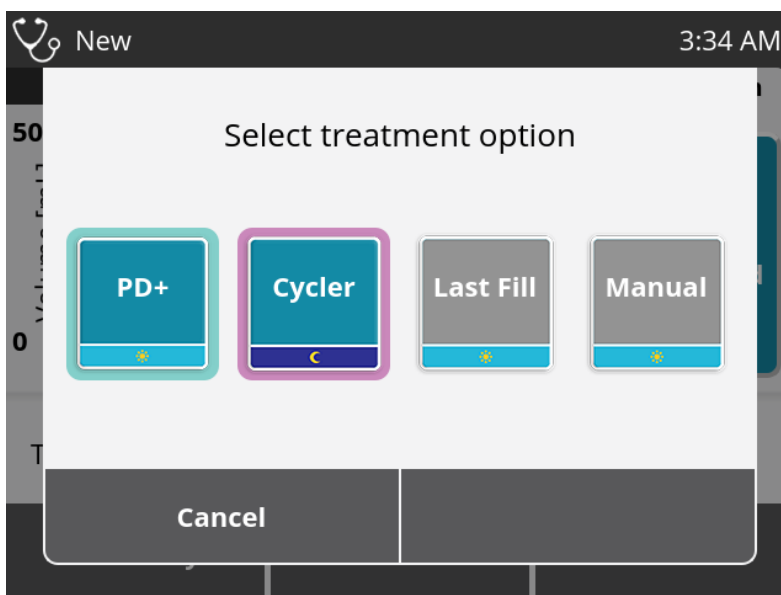 New
3:34 AM
Select treatment option
50
0
PD+
Cycler
Last Fill
Manual
Cancel